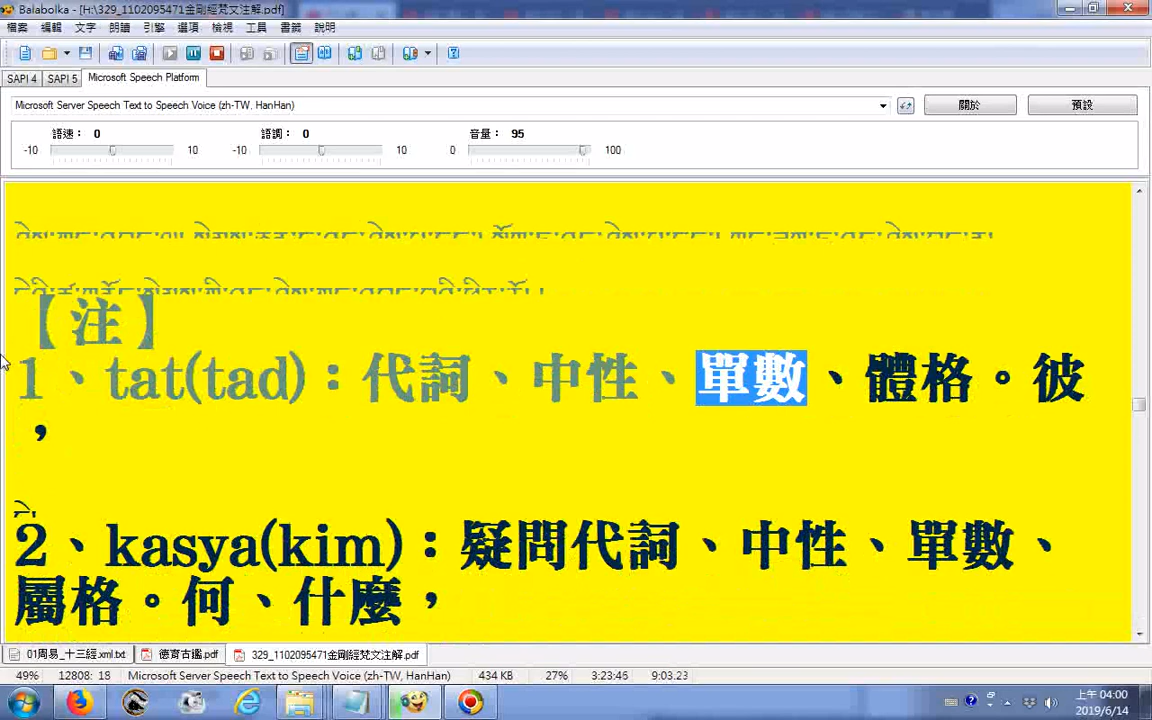 Balabolka - [H:\329_1102095471金剛經梵文注解.pdf]
檔案 編輯 文字 朗讀 引擎 選項 檢視 工具 書籤 說明
SAPI 4 SAPI 5 Microsoft Speech Platform
Microsoft Server Speech Text to Speech Voice (zh-TW, HanHan) 關於 預設
語速： 0 語調： 0 音量： 95
-10 10 -10 10 0 100
【注】
1、tat(tad)：代詞、中性、單數、體格。彼
，
2、kasya(kim)：疑問代詞、中性、單數、
屬格。何、什麼，
01周易_十三經.xml.txt 德育古鑑.pdf 329_1102095471金剛經梵文注解.pdf
49% 12808: 18 Microsoft Server Speech Text to Speech Voice (zh-TW, HanHan) 434 KB 27% 3:23:45 9:03.23
上午 04:00
2019/6/14